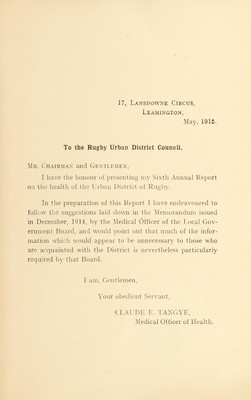 17, Lansdowne Circus,
Leamington,
May, 1915.
To the Rugby Urban District Council.
Mr. Chairman and Gentlemen,
I have the honour of presenting my Sixth Annual Report
on the health of the Urban District of Rugby.
In the preparation of this Report I have endeavoured to
follow the suggestions laid down in the Memorandum issued
in December, 1914, by the Medical Officer of the Local Gov-
ernment Board, and would point out that much of the infor-
mation which would appear to be unnecessary to those who
are acquainted with the District is nevertheless particularly
required by that Board.
I am, Gentlemen,
Your obedient Servant,
CLAUDE E. TANGYE,
Medical Officer of Health.